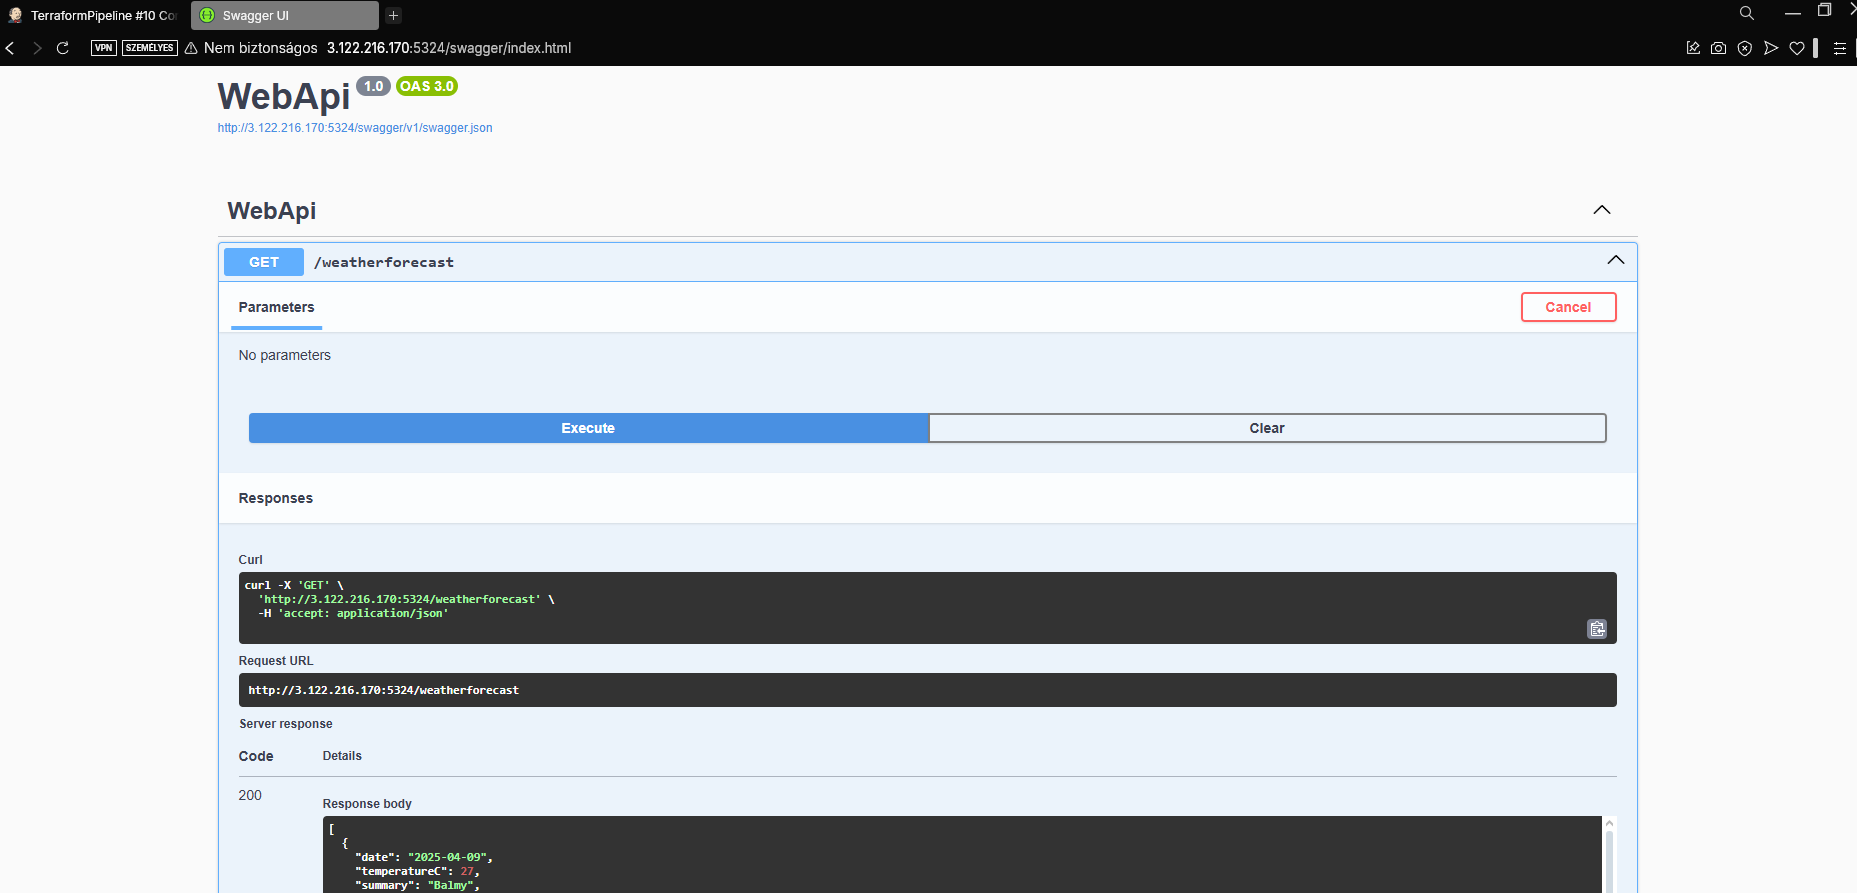 TerraformPipeline #10 Co
Swagger UI
VPN SZEMÉLYES Nem biztonságos 3.122.216.170:5324/swagger/index.html
WebApi 1.0 OAS 3.0
http://3.122.216.170:5324/swagger/v1/swagger.json
WebApi
GET /weatherforecast
Parameters
Cancel
No parameters
Execute
Clear
Responses
Curl
curl -X 'GET' \
'http://3.122.216.170:5324/weatherforecast' \
-H 'accept: application/json'
Request URL
http://3.122.216.170:5324/weatherforecast
Server response
Code Details
200
Response body
[
{
"date": "2025-04-09",
"temperatureC": 27,
"summary": "Balmy",